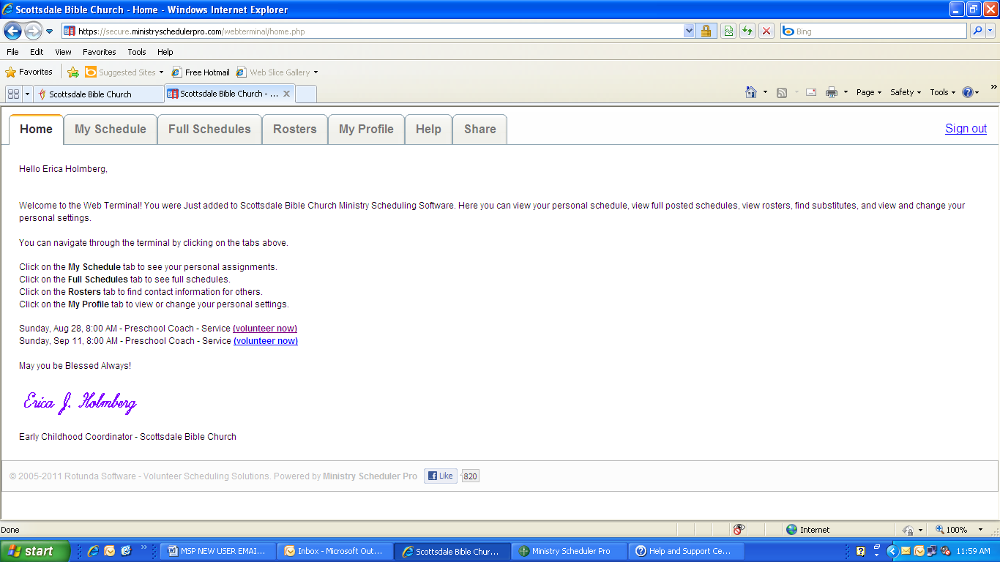 Scottsdale Bible Church - Home - Windows Internet Explorer
https://secure.ministryschedulerpro.com/webterminal/home.php
Bing
File Edit View Favorites Tools Help
Favorites Suggested Sites Free Hotmail Web Slice Gallery
Scottsdale Bible Church Scottsdale Bible Church - ... Page Safety Tools
Home My Schedule Full Schedules Rosters My Profile Help Share Sign out
Hello Erica Holmberg,
Welcome to the Web Terminal! You were Just added to Scottsdale Bible Church Ministry Scheduling Software. Here you can view your personal schedule, view full posted schedules, view rosters, find substitutes, and view and change your
personal settings.
You can navigate through the terminal by clicking on the tabs above.
Click on the My Schedule tab to see your personal assignments.
Click on the Full Schedules tab to see full schedules.
Click on the Rosters tab to find contact information for others.
Click on the My Profile tab to view or change your personal settings.
Sunday, Aug 28, 8:00 AM - Preschool Coach - Service (volunteer now)
Sunday, Sep 11, 8:00 AM - Preschool Coach - Service (volunteer now)
May you be Blessed Always!
Erica J. Holmberg
Early Childhood Coordinator - Scottsdale Bible Church
© 2005-2011 Rotunda Software - Volunteer Scheduling Solutions. Powered by Ministry Scheduler Pro Like 820
Done Internet 100%
start MSP NEW USER EMAI... Inbox - Microsoft Out... Scottsdale Bible Chur... Ministry Scheduler Pro Help and Support Ce... 11:59 AM